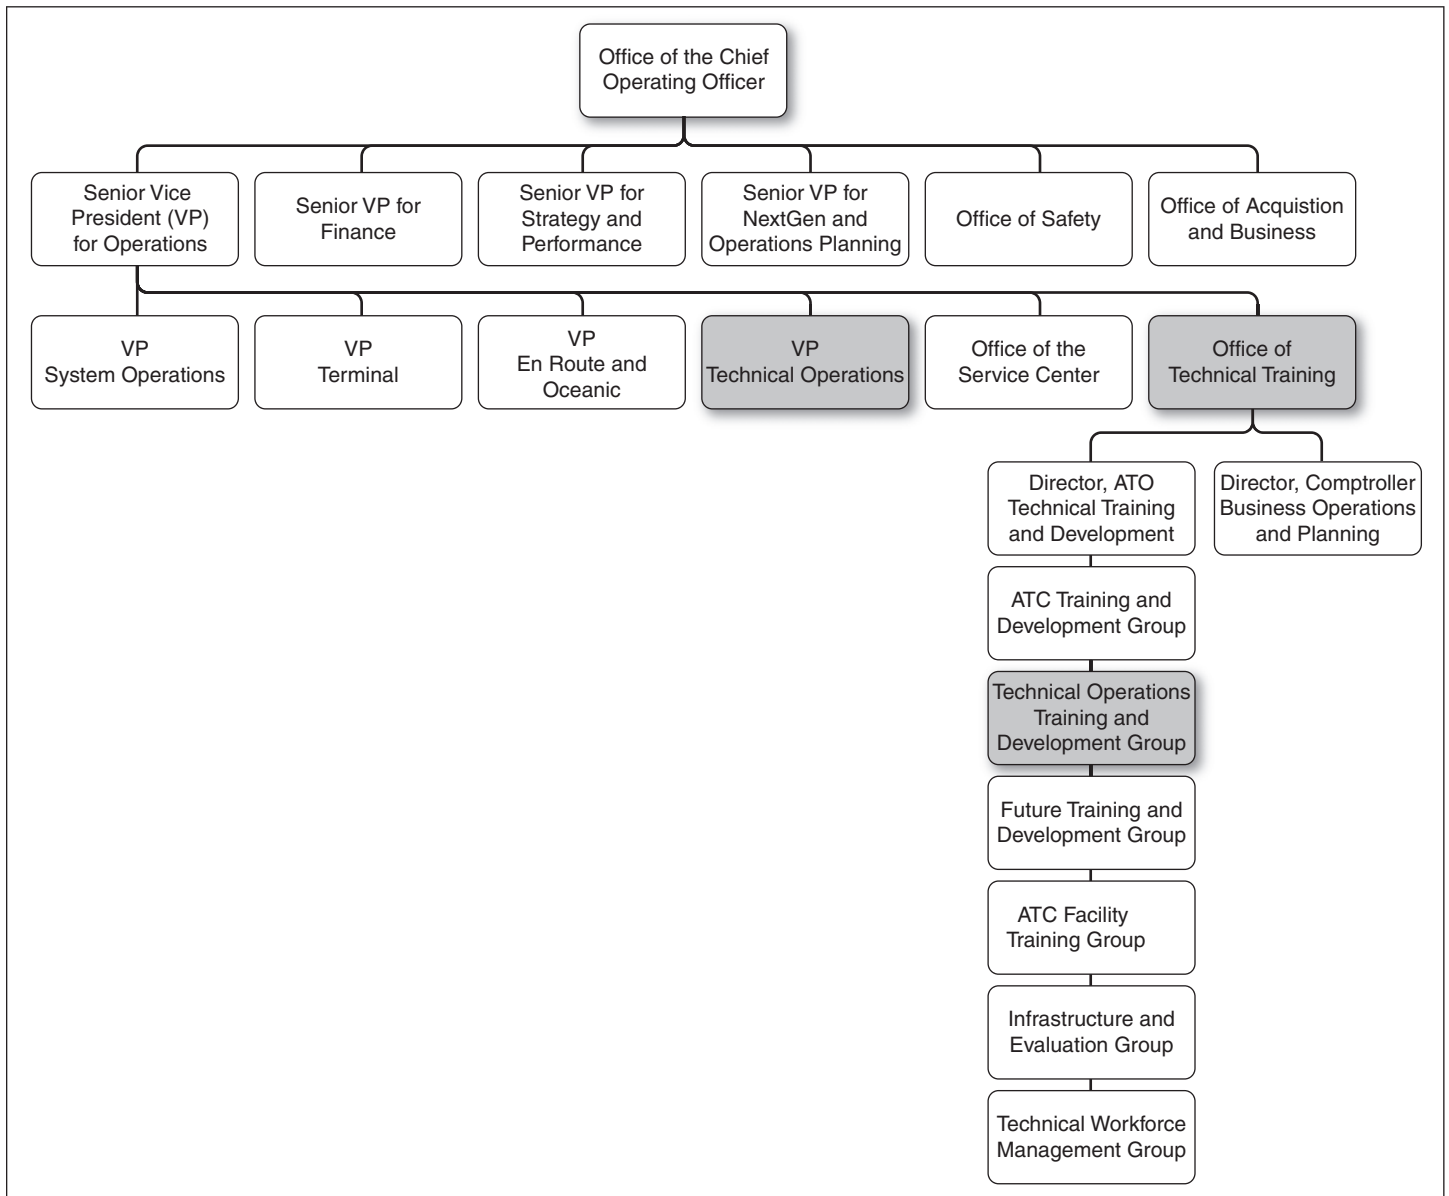 Office of the Chief
Operating Officer
Senior Vice
President (VP)
for Operations
Senior VP for
Finance
Senior VP for
Strategy and
Performance
Senior VP for
NextGen and
Operations Planning
Office of Safety
Office of Acquistion
and Business
VP
System Operations
VP
Terminal
VP
En Route and
Oceanic
VP
Technical Operations
Office of the
Service Center
Office of
Technical Training
Director, ATO
Technical Training
and Development
Director, Comptroller
Business Operations
and Planning
ATC Training and
Development Group
Technical Operations
Training and
Development Group
Future Training and
Development Group
ATC Facility
Training Group
Infrastructure and
Evaluation Group
Technical Workforce
Management Group